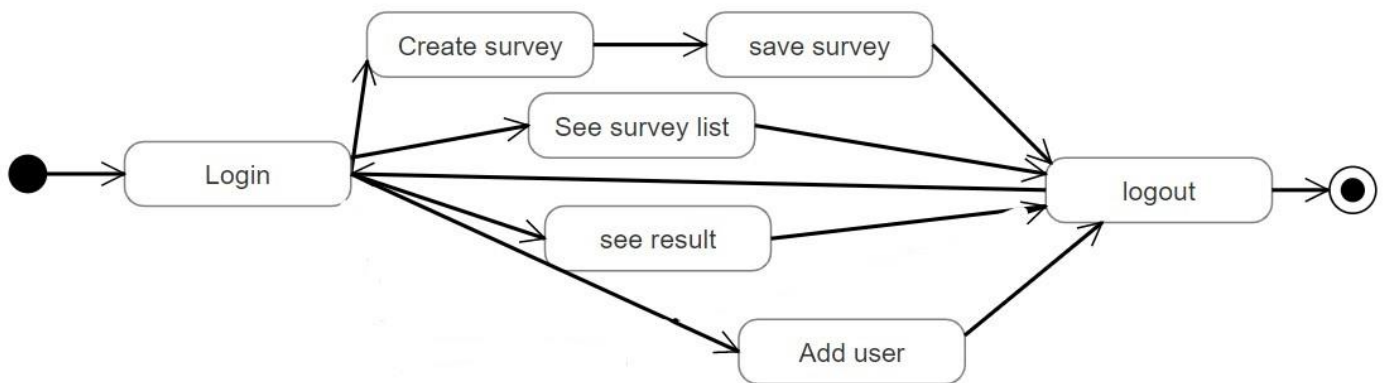 Create survey
save survey
See survey list
Login
logout
see result
Add user